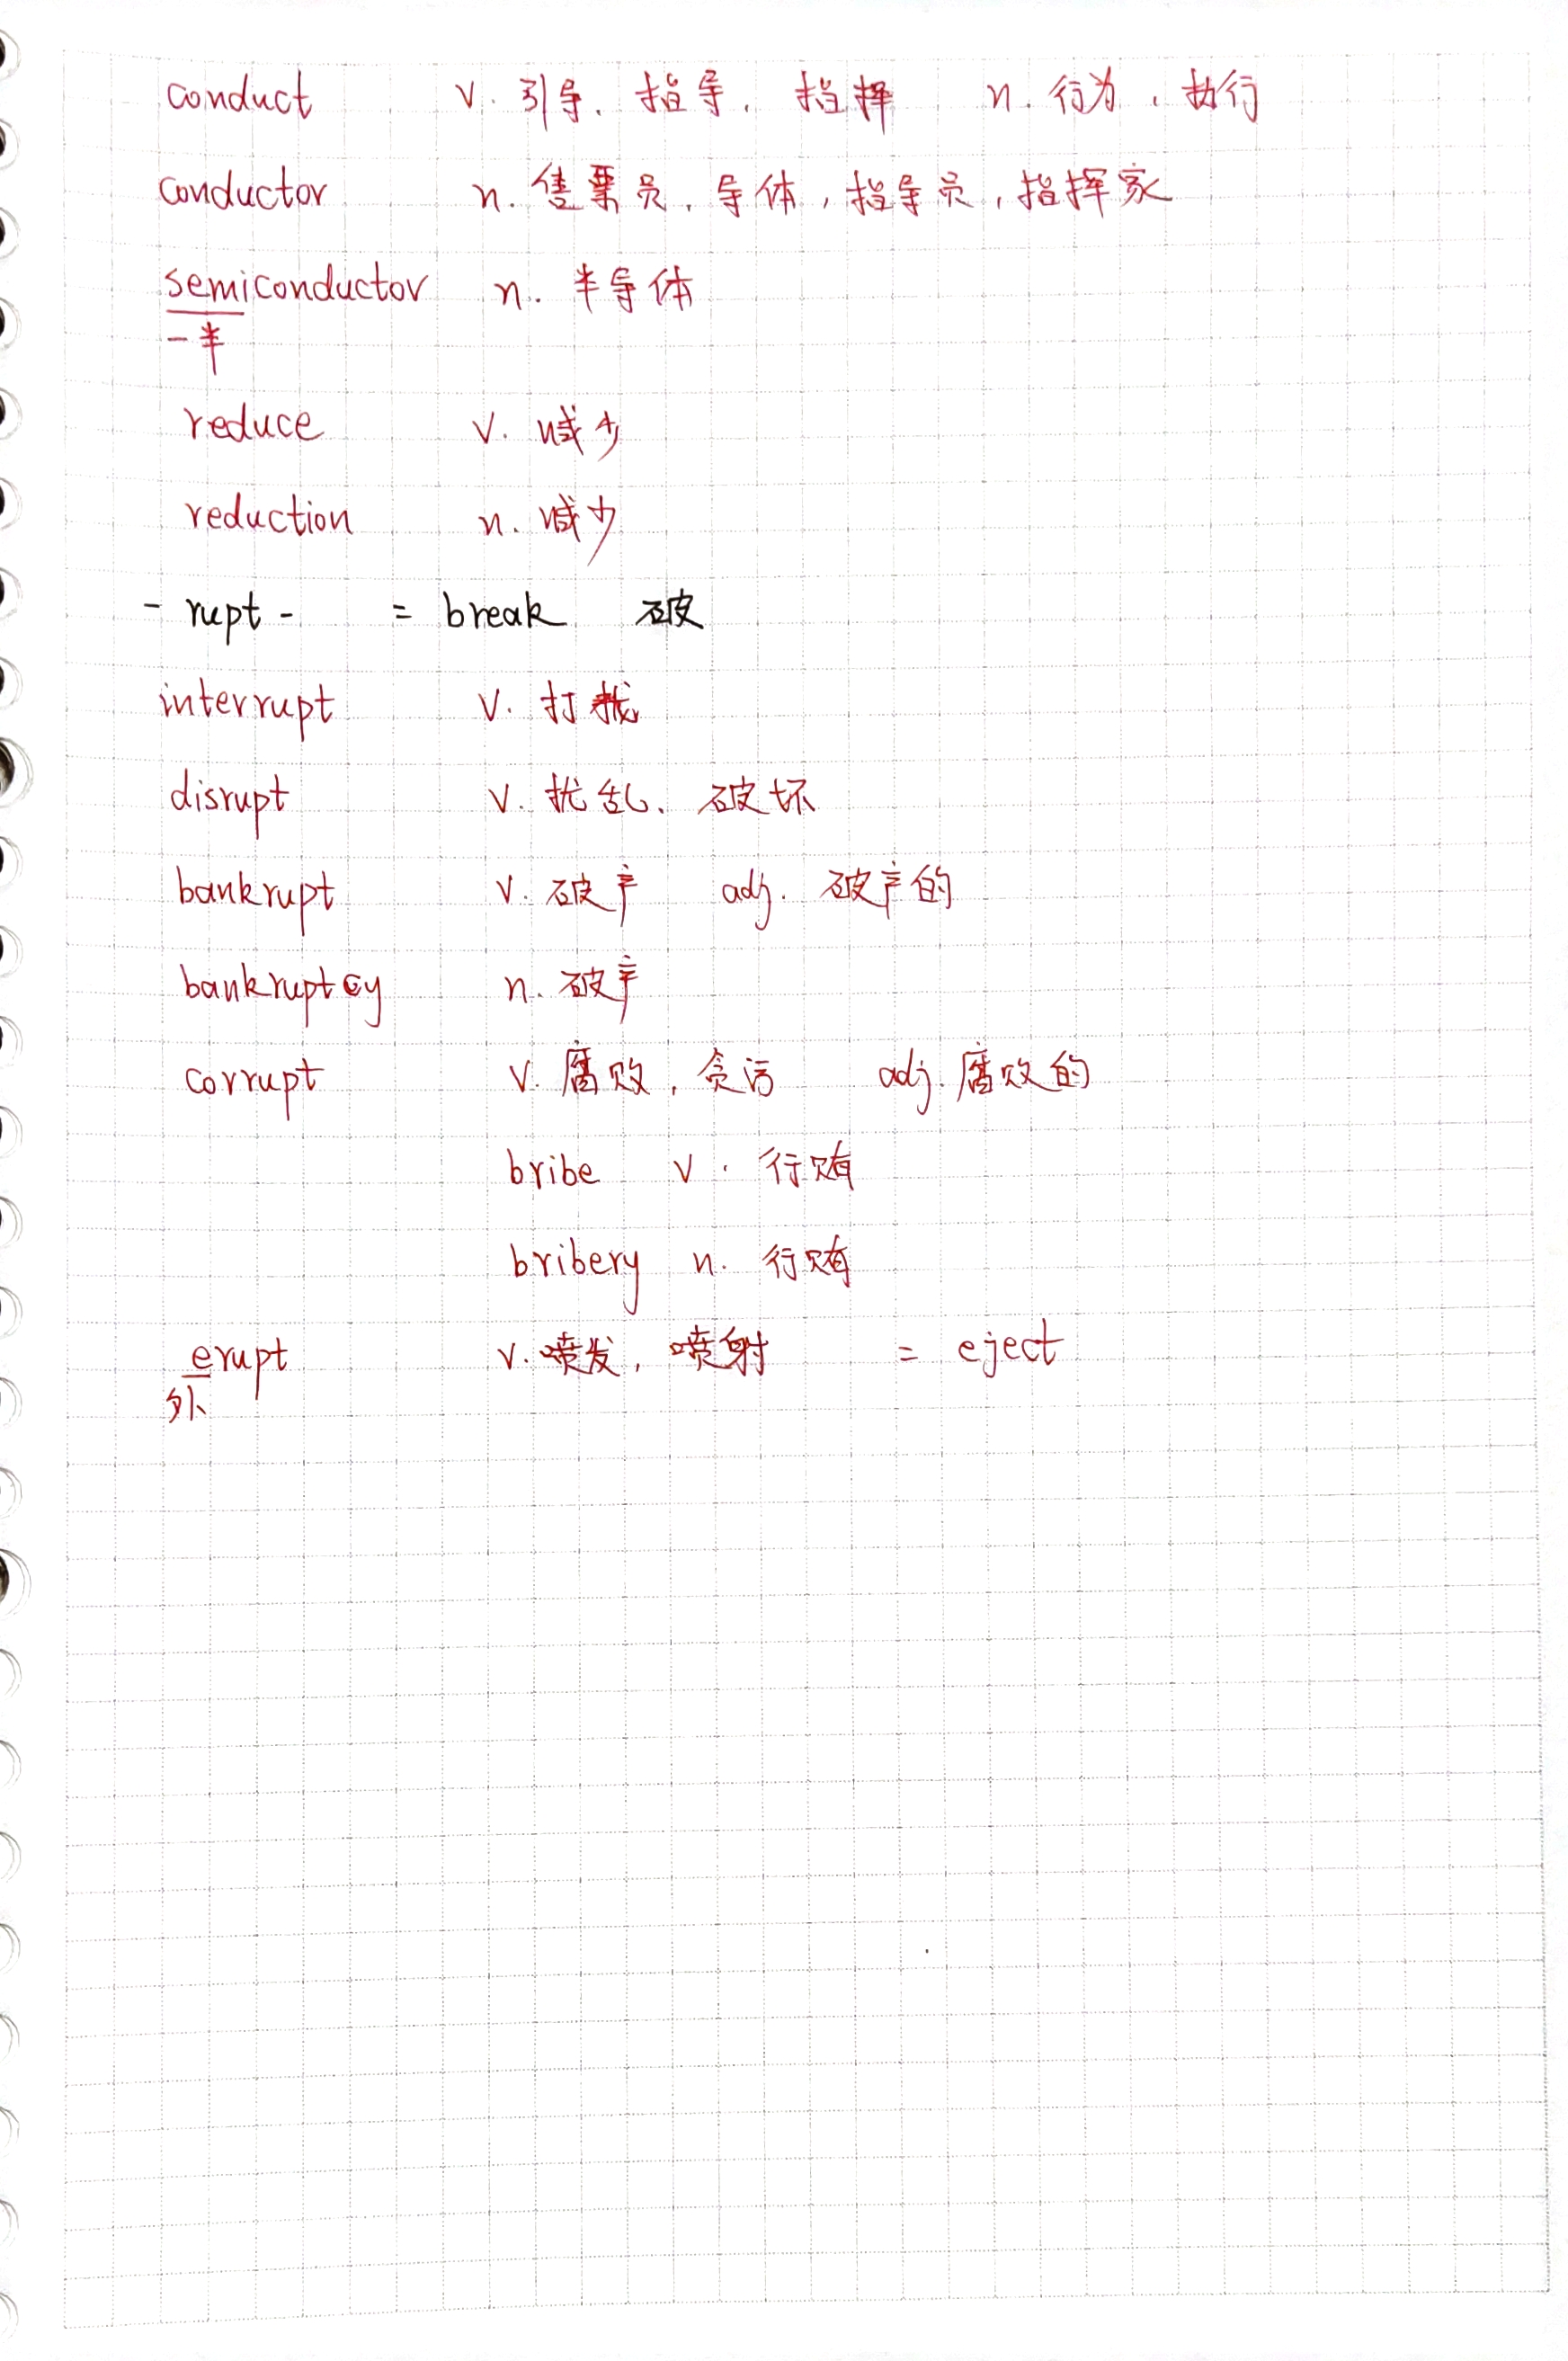 conduct v. 引导、指导、指挥 n. 行为、执行
conductor n. 售票员、导体，指导员，指挥家
semiconductor n. 半导体
一半
reduce v. 减少
reduction n. 减少
- rupt - = break 破
interrupt v. 打扰
disrupt v. 扰乱、破坏
bankrupt v. 破产 adj. 破产的
bankruptcy n. 破产
corrupt v. 腐败，贪污 adj. 腐败的
bribe v. 行贿
bribery n. 行贿
erupt v. 喷发，喷射 = eject
外